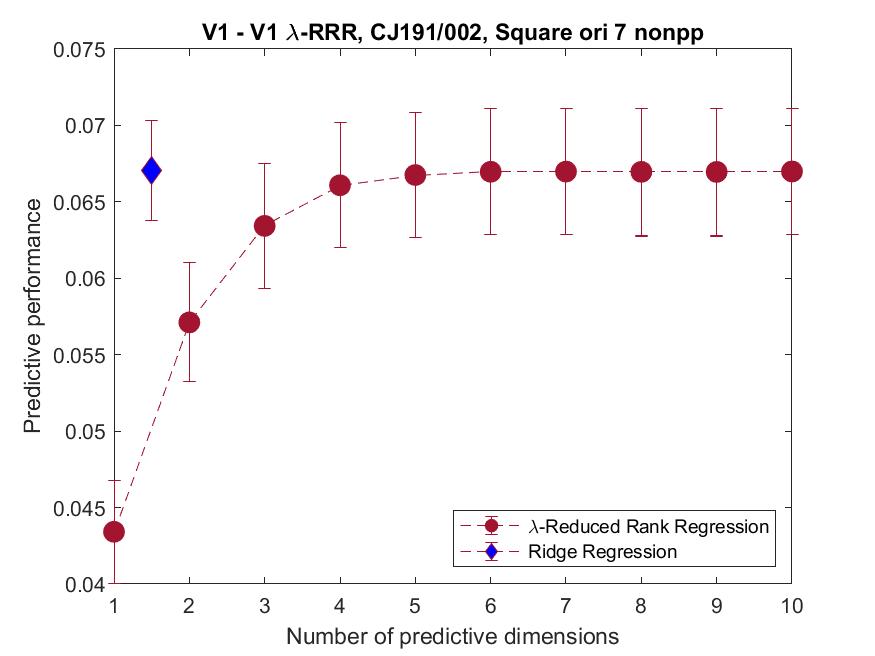 V1 - V1 λ-RRR, CJ191/002, Square ori 7 nonpp
Predictive performance
0.075
0.07
0.065
0.06
0.055
0.05
0.045
0.04
1 2 3 4 5 6 7 8 9 10
Number of predictive dimensions
λ-Reduced Rank Regression
Ridge Regression